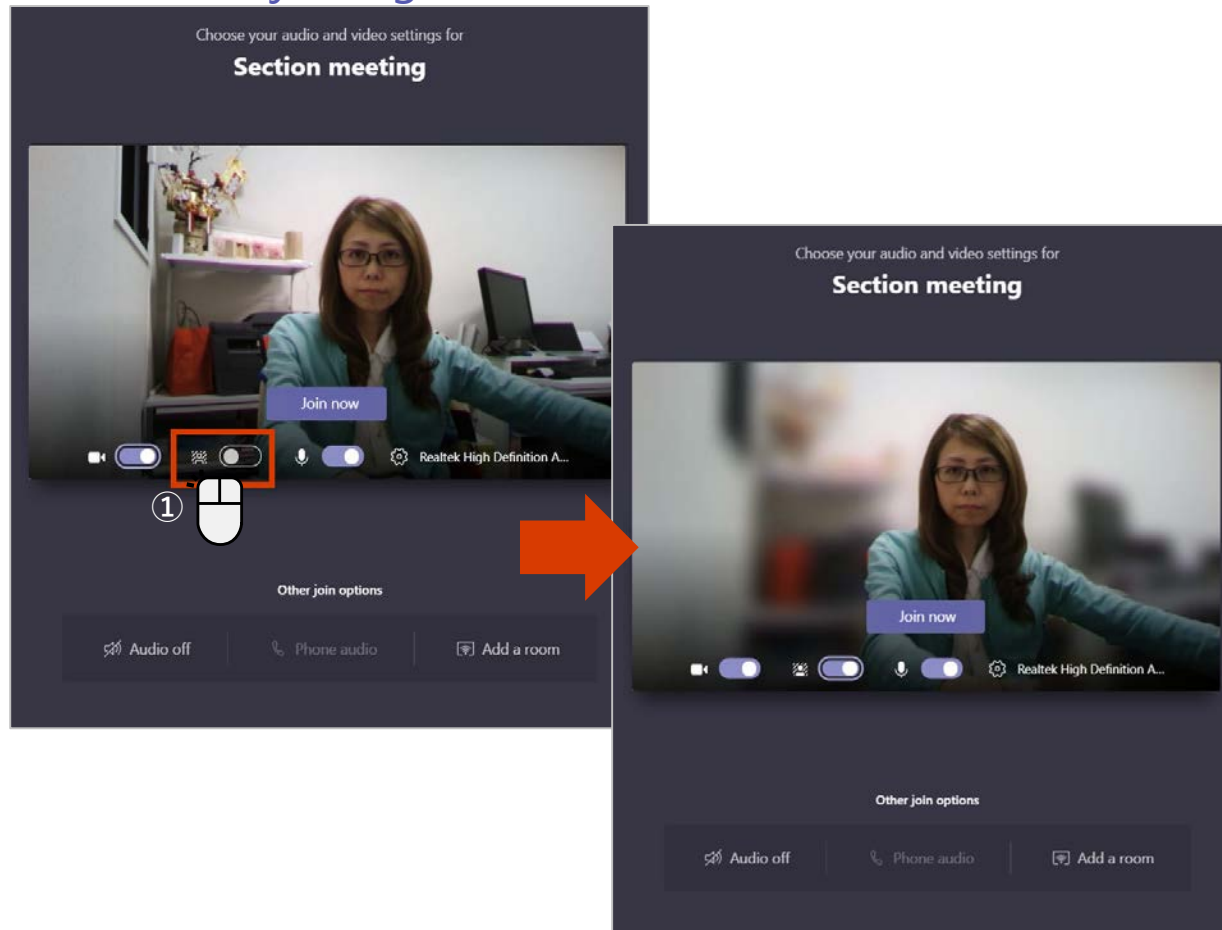 Choose your audio and video settings for
Section meeting
Join now
Realtek High Definition A...
①
Other join options
Audio off
Phone audio
Add a room
Choose your audio and video settings for
Section meeting
Join now
Realtek High Definition A...
Other join options
Audio off
Phone audio
Add a room